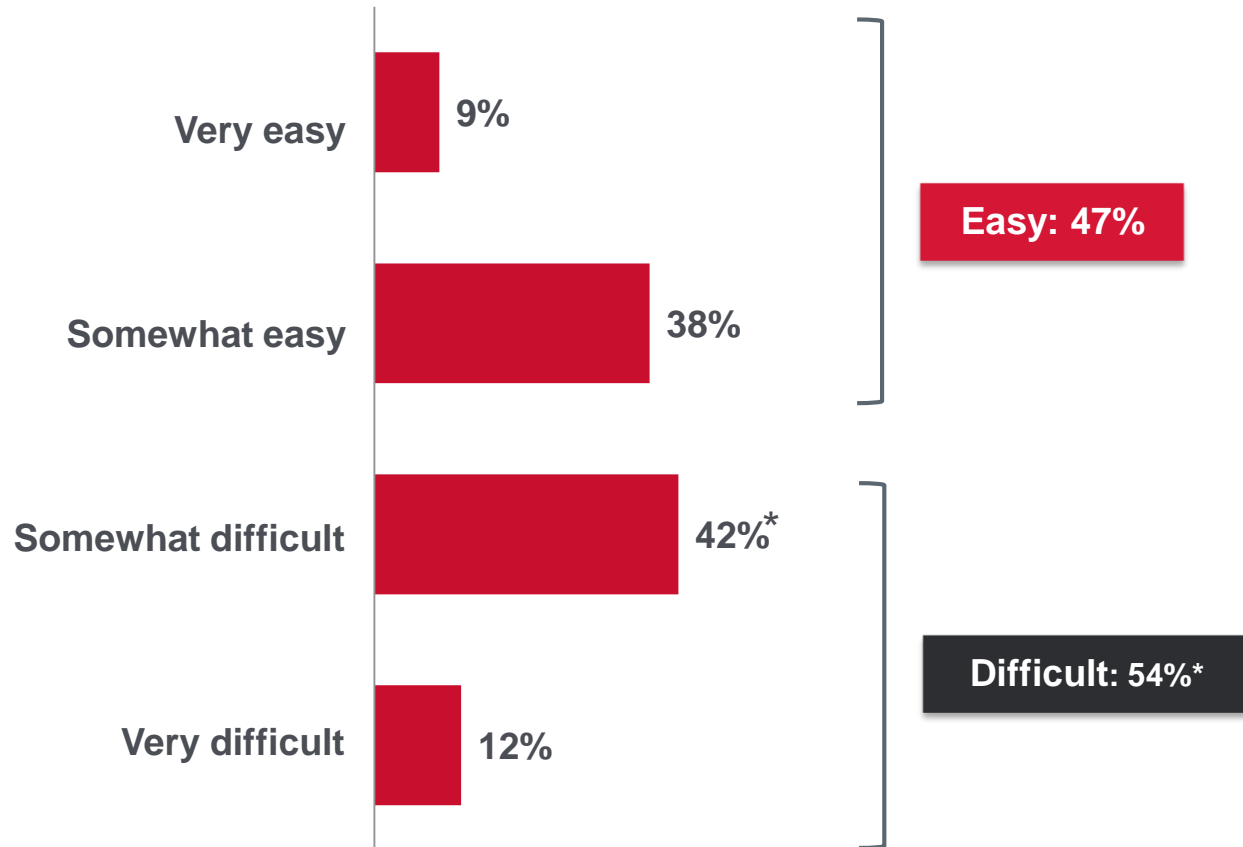 Very easy
9%
Easy: 47%
Somewhat easy
38%
Somewhat difficult
42%*
Difficult: 54%*
Very difficult
12%